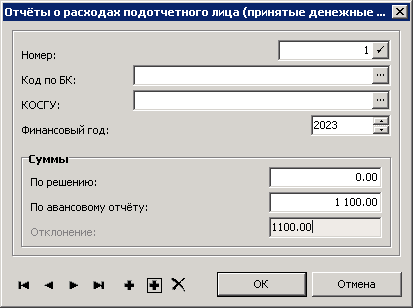 Отчёты о расходах подотчетного лица (принятые денежные ...
Номер: 1
Код по БК: ...
КОСГУ: ...
Финансовый год: 2023
Суммы
По решению: 0.00
По авансовому отчёту: 1 100.00
Отклонение: 1100.00
OK Отмена